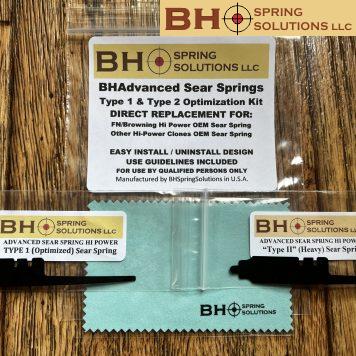 BH SPRING
SOLUTIONS LLC
BH SPRING
SOLUTIONS LLC
BHAdvanced Sear Springs
Type 1 & Type 2 Optimization Kit
DIRECT REPLACEMENT FOR:
FN/Browning Hi Power OEM Sear Spring
Other Hi-Power Clones OEM Sear Spring
EASY INSTALL / UNINSTALL DESIGN
USE GUIDELINES INCLUDED
FOR USE BY QUALIFIED PERSONS ONLY
Manufactured by BHSpringSolutions in U.S.A.
BH SPRING
SOLUTIONS LLC
ADVANCED SEAR SPRING HI POWER
TYPE 1 (Optimized) Sear Spring
BH SPRING
SOLUTIONS LLC
ADVANCED SEAR SPRING HI POWE
"Type II" (Heavy) Sear Sprin
BH SPRING
SOLUTIONS